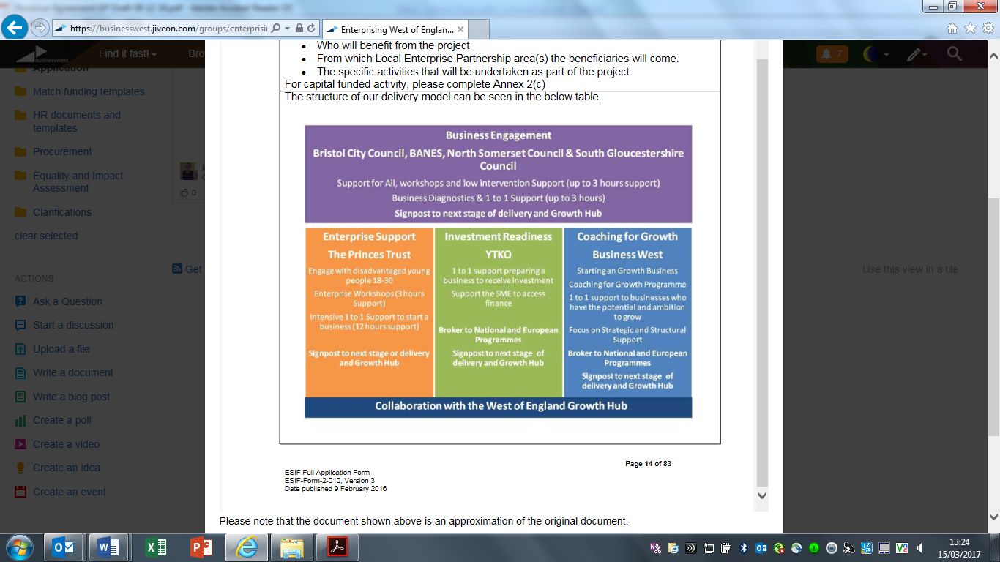 https://businesswest.jiveon.com/groups/enterprisi
Enterprising West of Englan...
BusinessWest
Find it fast!
Bro
7
Application
Match funding templates
HR documents and
templates
Procurement
Equality and Impact
Assessment
Clarifications
clear selected
0
Get
ACTIONS
Ask a Question
Start a discussion
Upload a file
Write a document
Write a blog post
Create a poll
Create a video
Create an idea
Create an event
• Who will benefit from the project
• From which Local Enterprise Partnership area(s) the beneficiaries will come.
• The specific activities that will be undertaken as part of the project
For capital funded activity, please complete Annex 2(c)
The structure of our delivery model can be seen in the below table.
Business Engagement
Bristol City Council, BANES, North Somerset Council & South Gloucestershire
Council
Support for All, workshops and low intervention Support (up to 3 hours support)
Business Diagnostics & 1 to 1 Support (up to 3 hours)
Signpost to next stage of delivery and Growth Hub
Enterprise Support
The Princes Trust
Engage with disadvantaged young
people 18-30
Enterprise Workshops (3 hours
Support)
Intensive 1 to 1 Support to start a
business (12 hours support)
Signpost to next stage or delivery
and Growth Hub
Investment Readiness
YTKO
1 to 1 support preparing a
business to receive investment
Support the SME to access
finance
Broker to National and European
Programmes
Signpost to next stage of
delivery and Growth Hub
Coaching for Growth
Business West
Starting an Growth Business
Coaching for Growth Programme
1 to 1 support to businesses who
have the potential and ambition
to grow
Focus on Strategic and Structural
Support
Broker to National and European
Programmes
Signpost to next stage of
delivery and Growth Hub
Collaboration with the West of England Growth Hub
Page 14 of 83
ESIF Full Application Form
ESIF-Form-2-010, Version 3
Date published 9 February 2016
Please note that the document shown above is an approximation of the original document.
Use this view in a file
13:24
15/03/2017